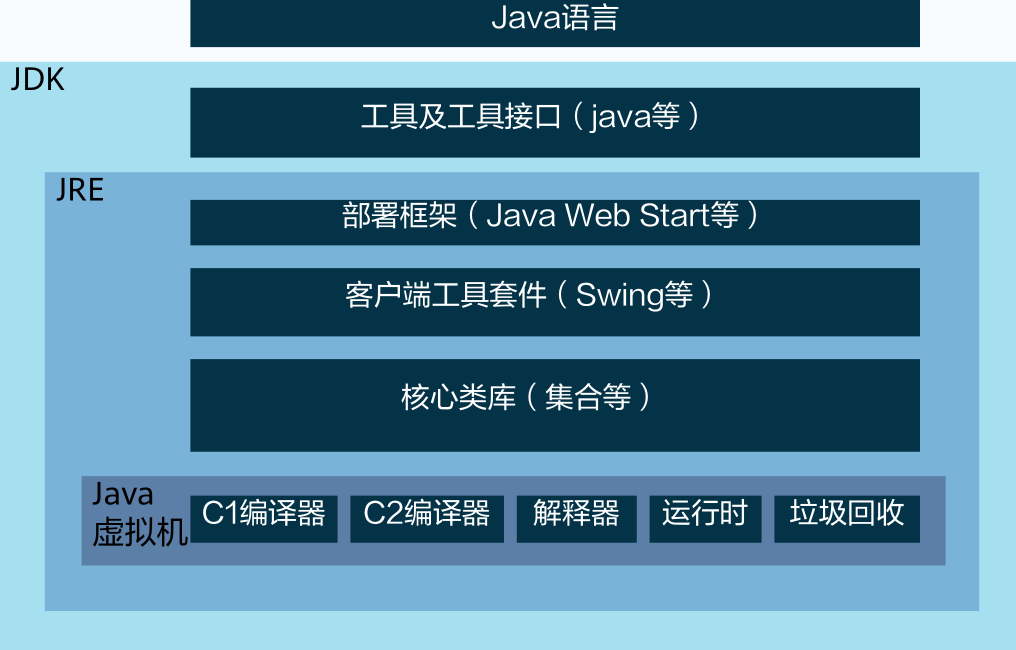 Java语言
JDK
工具及工具接口（java等）
JRE
部署框架（Java Web Start等）
客户端工具套件（Swing等）
核心类库（集合等）
Java
虚拟机
C1编译器
C2编译器
解释器
运行时
垃圾回收